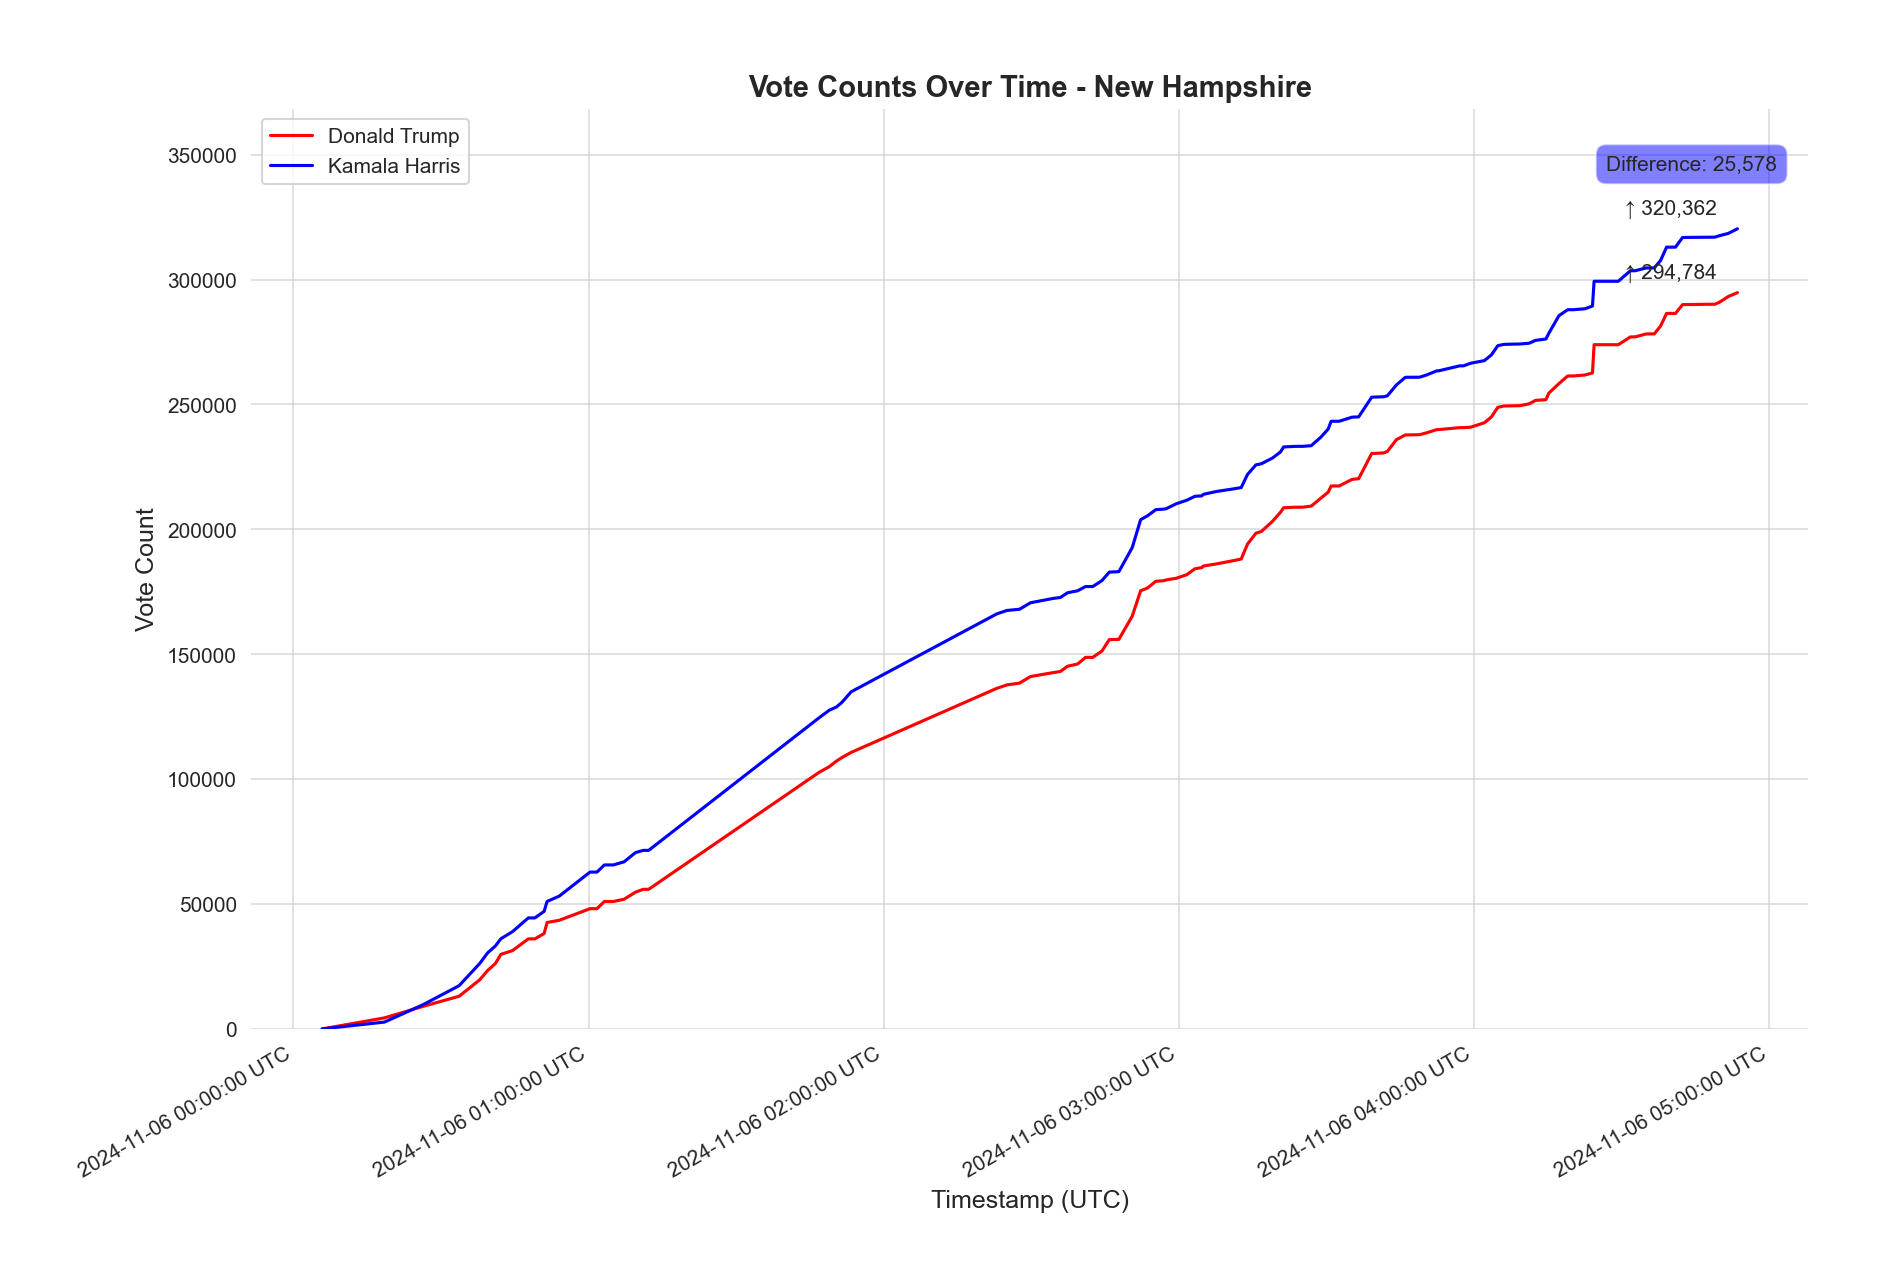 Vote Counts Over Time - New Hampshire
Donald Trump
Kamala Harris
Difference: 25,578
↑ 320,362
↑ 294,784
350000
300000
250000
200000
150000
100000
50000
0
Vote Count
2024-11-06 00:00:00 UTC
2024-11-06 01:00:00 UTC
2024-11-06 02:00:00 UTC
2024-11-06 03:00:00 UTC
2024-11-06 04:00:00 UTC
2024-11-06 05:00:00 UTC
Timestamp (UTC)